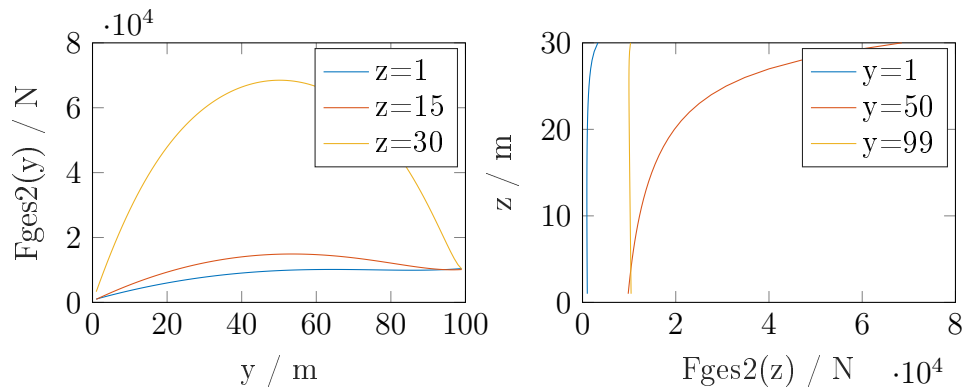 ·10^4
Fges2(y) / N
8
6
4
2
0
0 20 40 60 80 100
y / m
z=1
z=15
z=30
z / m
30
20
10
0
0 2 4 6 8
Fges2(z) / N ·10^4
y=1
y=50
y=99